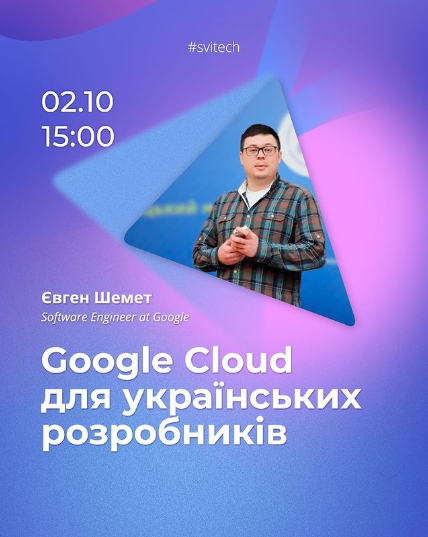 #svitech
02.10
15:00
Євген Шемет
Software Engineer at Google
Google Cloud
для українських
розробників